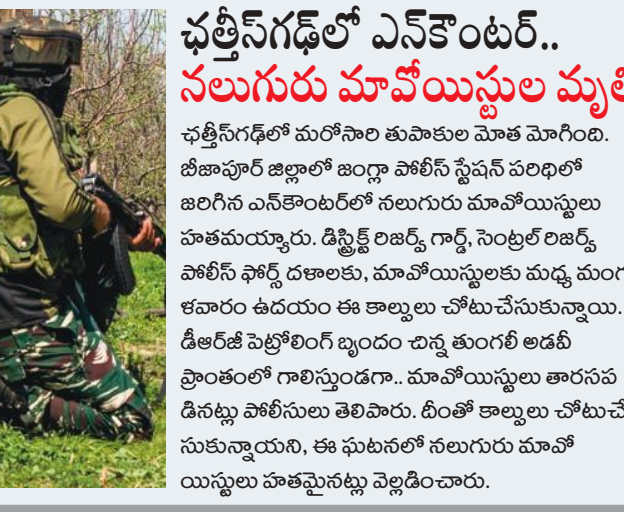 ఛత్తీస్‌గఢ్‌లో ఎన్‌కౌంటర్..
నలుగురు మావోయిస్టుల మృతి
ఛత్తీస్‌గఢ్‌లో మరోసారి తుపాకుల మోత మోగింది.
బీజాపూర్ జిల్లాలో జంగ్లా పోలీస్ స్టేషన్ పరిధిలో
జరిగిన ఎన్‌కౌంటర్‌లో నలుగురు మావోయిస్టులు
హతమయ్యారు. డిస్ట్రిక్ట్ రిజర్వ్ గార్డ్, సెంట్రల్ రిజర్వ్
పోలీస్ ఫోర్స్ దళాలకు, మావోయిస్టులకు మధ్య మంగ
ళవారం ఉదయం ఈ కాల్పులు చోటుచేసుకున్నాయి.
డీఆర్‌జీ పెట్రోలింగ్ బృందం చిన్న తుంగలీ అడవీ
ప్రాంతంలో గాలిస్తుండగా.. మావోయిస్టులు తారసప
డినట్లు పోలీసులు తెలిపారు. దీంతో కాల్పులు చోటుచే
సుకున్నాయని, ఈ ఘటనలో నలుగురు మావో
యిస్టులు హతమైనట్లు వెల్లడించారు.